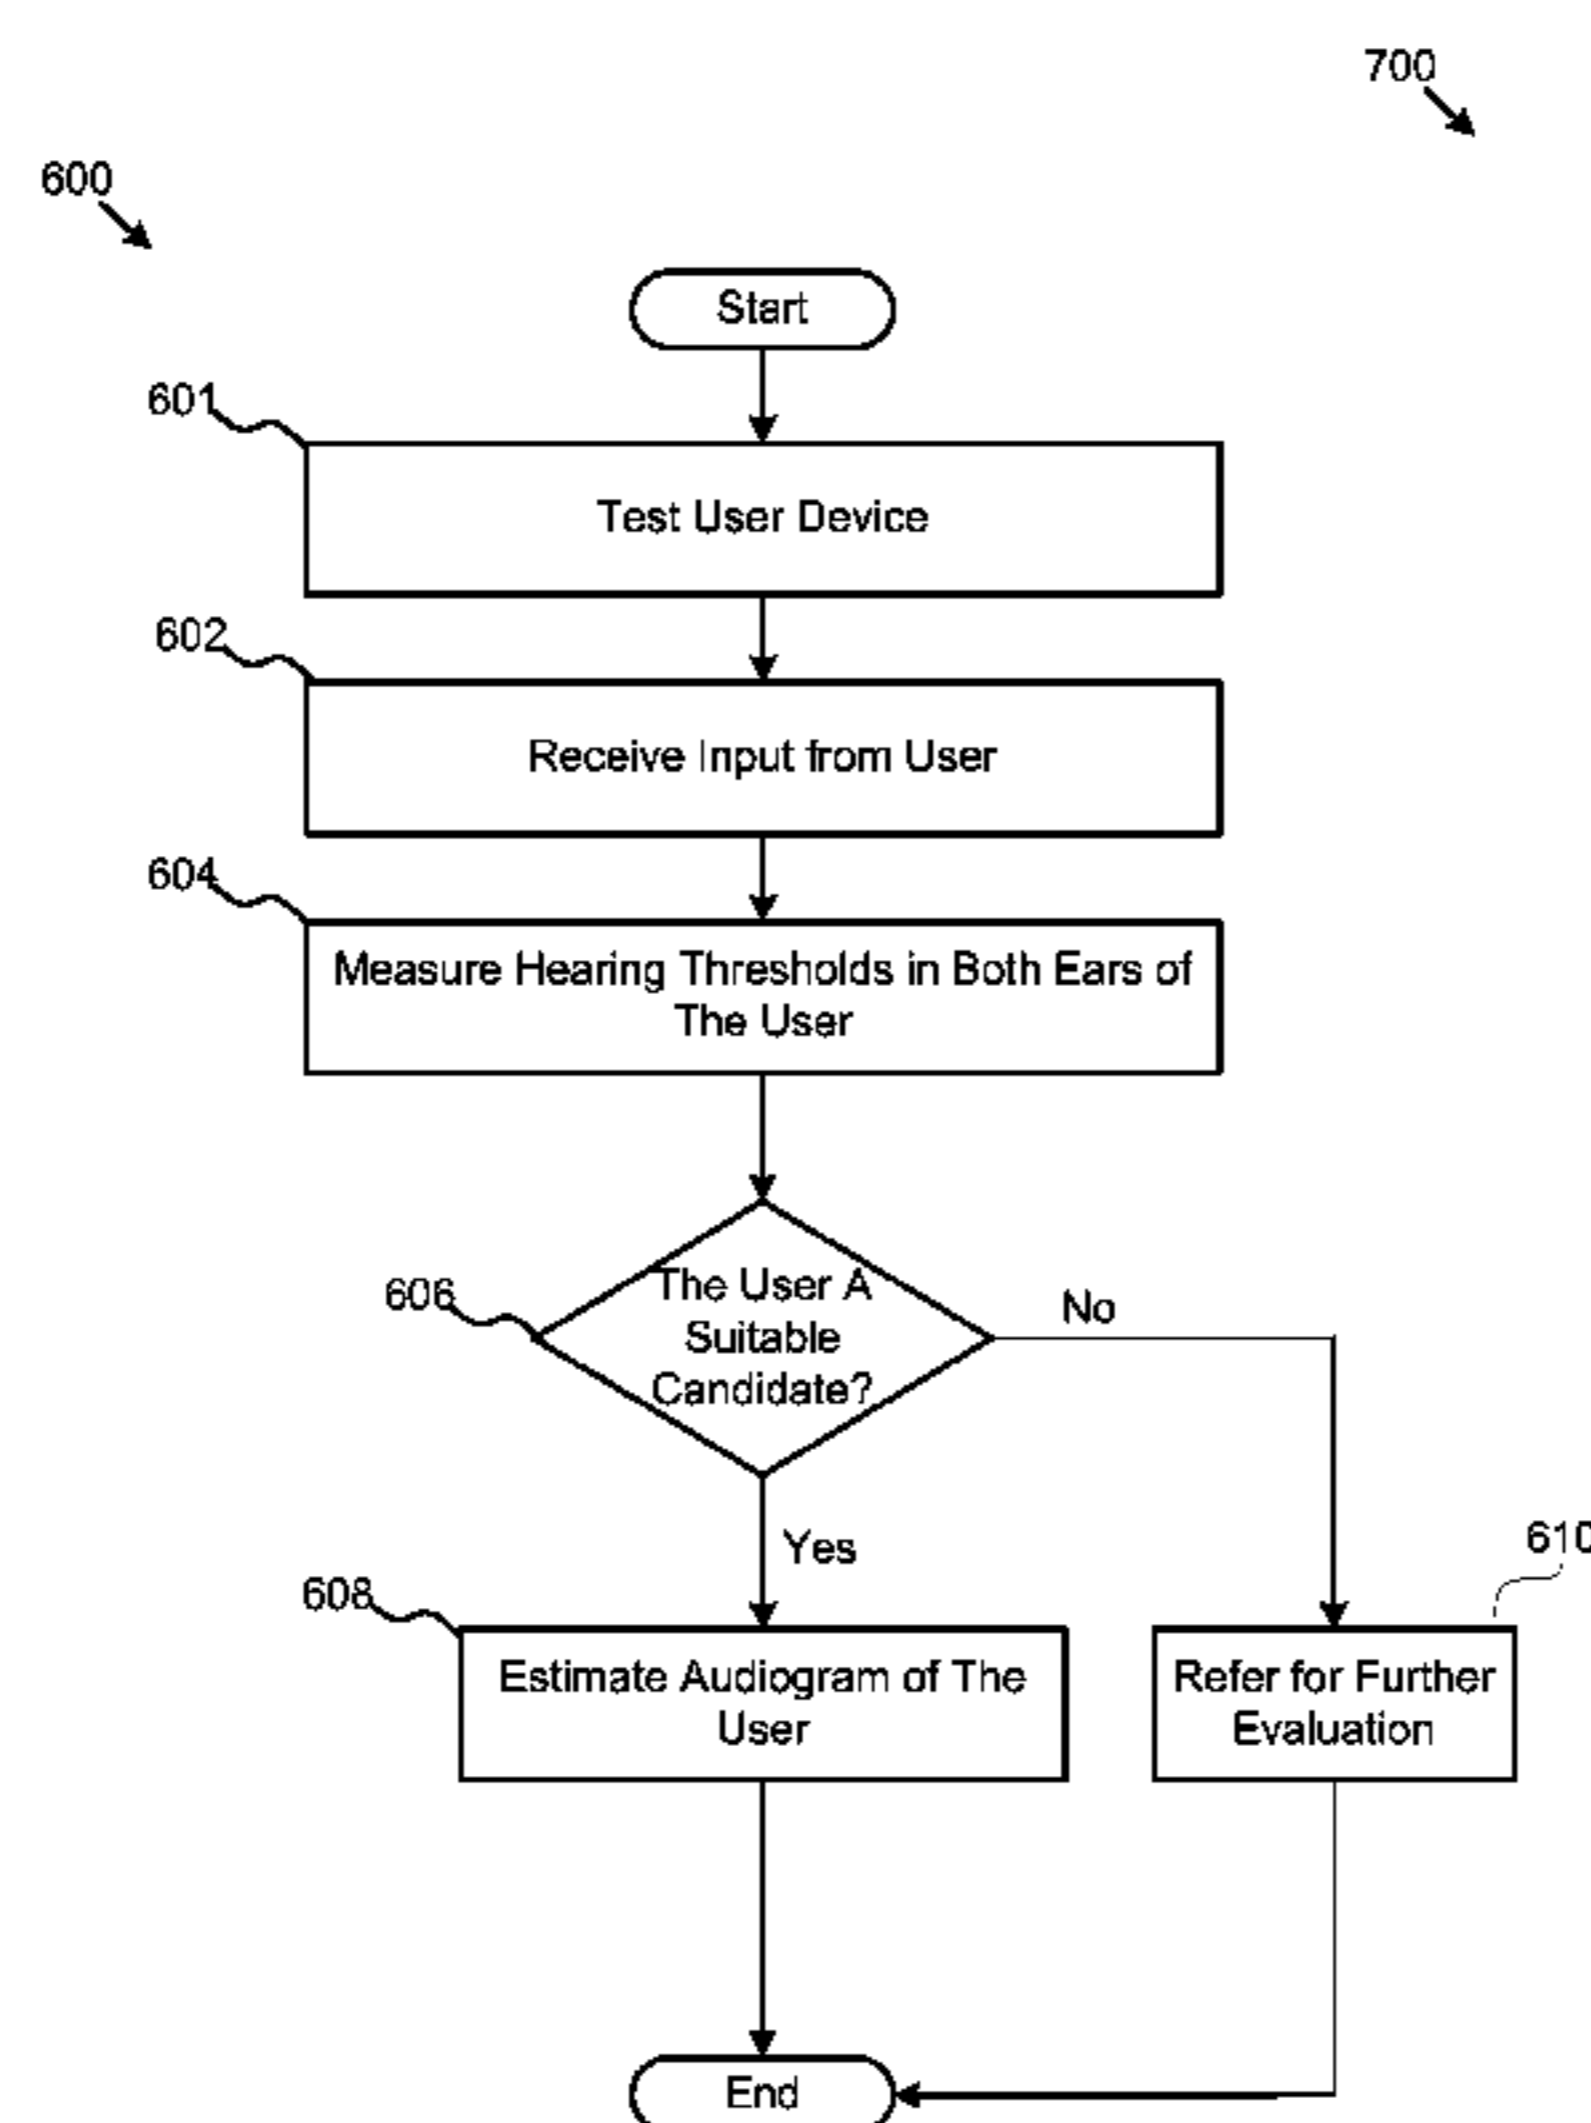 700
600
Start
601
Test User Device
602
Receive Input from User
604
Measure Hearing Thresholds in Both Ears of
The User
606
The User A
Suitable
Candidate?
No
Yes
610
608
Estimate Audiogram of The
User
Refer for Further
Evaluation
End